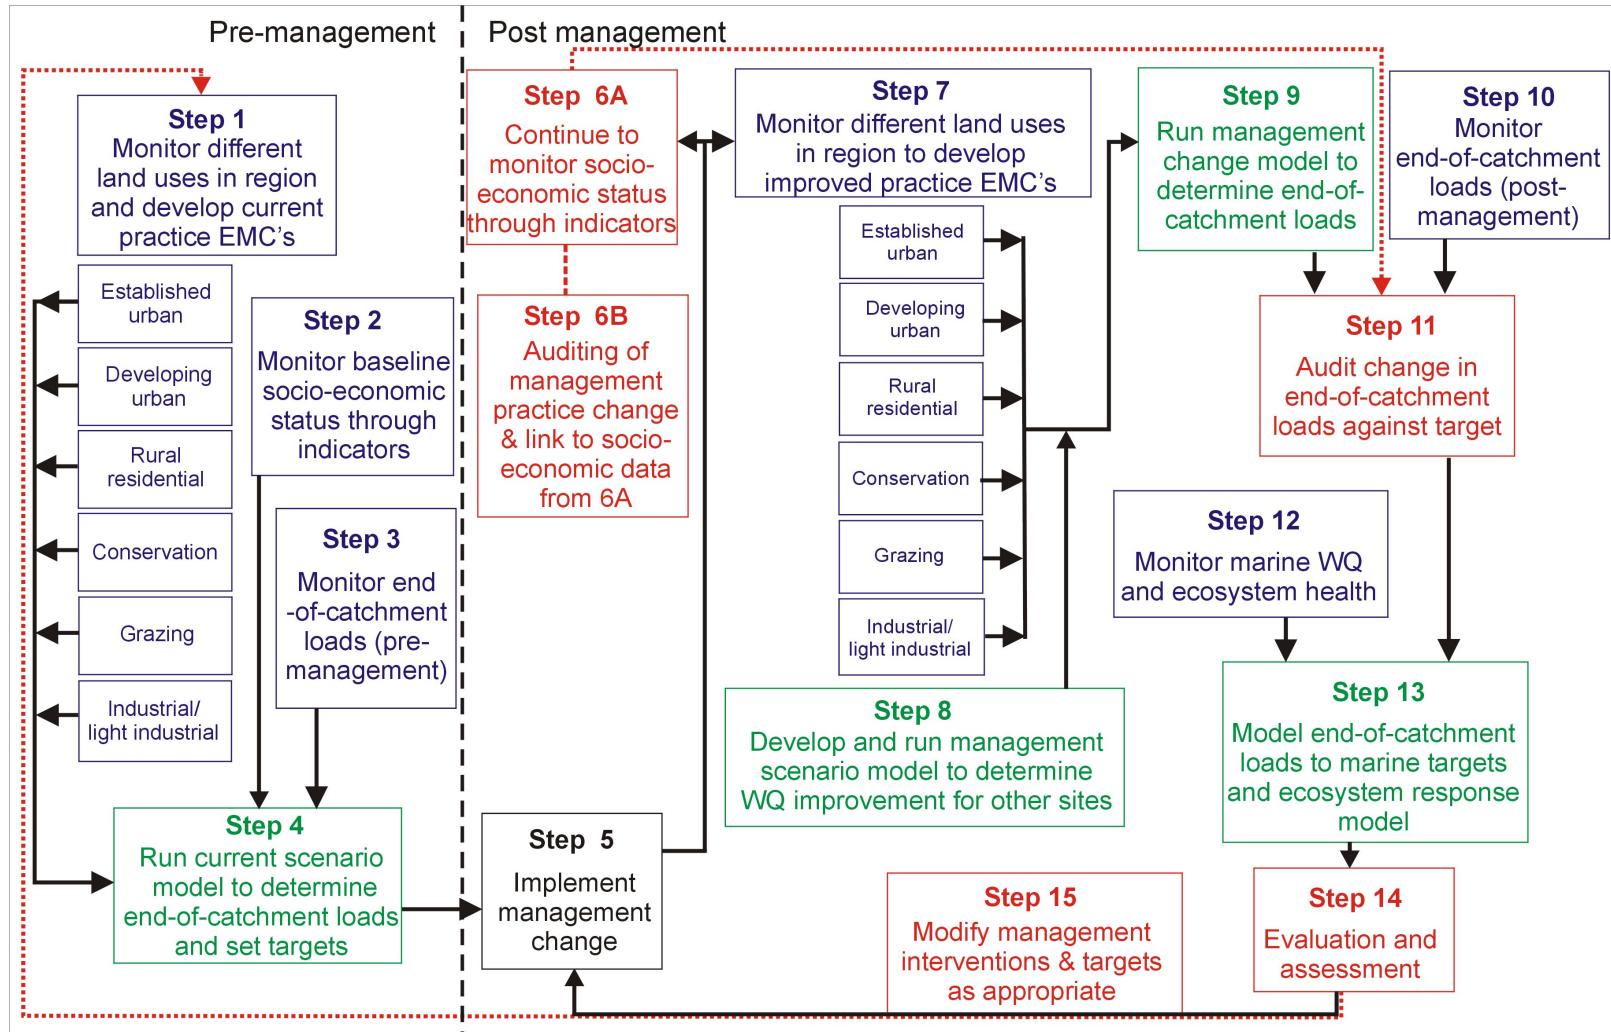 Pre-management
Post management
Step 1
Monitor different
land uses in region
and develop current
practice EMC's
Established
urban
Developing
urban
Rural
residential
Conservation
Grazing
Industrial/
light industrial
Step 2
Monitor baseline
socio-economic
status through
indicators
Step 3
Monitor end
-of-catchment
loads (pre-
management)
Step 4
Run current scenario
model to determine
end-of-catchment loads
and set targets
Step 5
Implement
management
change
Step 6A
Continue to
monitor socio-
economic status
through indicators
Step 6B
Auditing of
management
practice change
& link to socio-
economic data
from 6A
Step 7
Monitor different land uses
in region to develop
improved practice EMC's
Established
urban
Developing
urban
Rural
residential
Conservation
Grazing
Industrial/
light industrial
Step 8
Develop and run management
scenario model to determine
WQ improvement for other sites
Step 9
Run management
change model to
determine end-of-
catchment loads
Step 10
Monitor
end-of-catchment
loads (post-
management)
Step 11
Audit change in
end-of-catchment
loads against target
Step 12
Monitor marine WQ
and ecosystem health
Step 13
Model end-of-catchment
loads to marine targets
and ecosystem response
model
Step 14
Evaluation and
assessment
Step 15
Modify management
interventions & targets
as appropriate